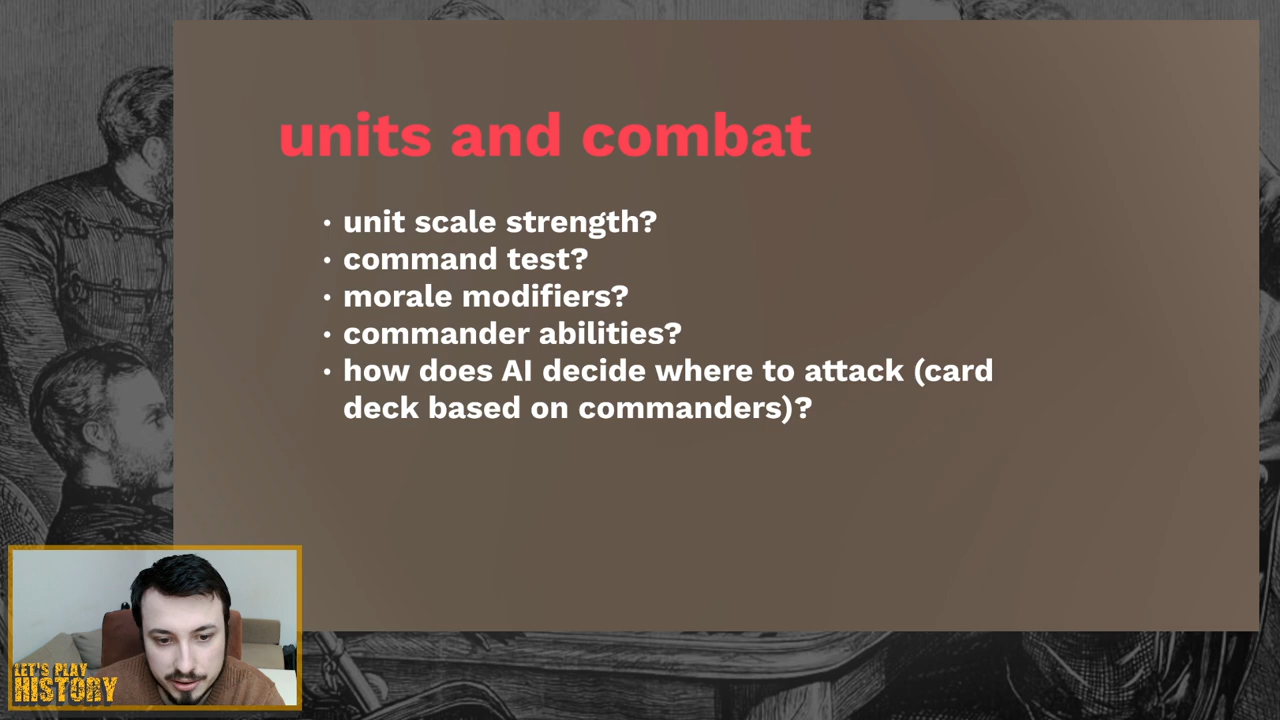 units and combat
• unit scale strength?
• command test?
• morale modifiers?
• commander abilities?
• how does AI decide where to attack (card
deck based on commanders)?
LET'S PLAY
HISTORY